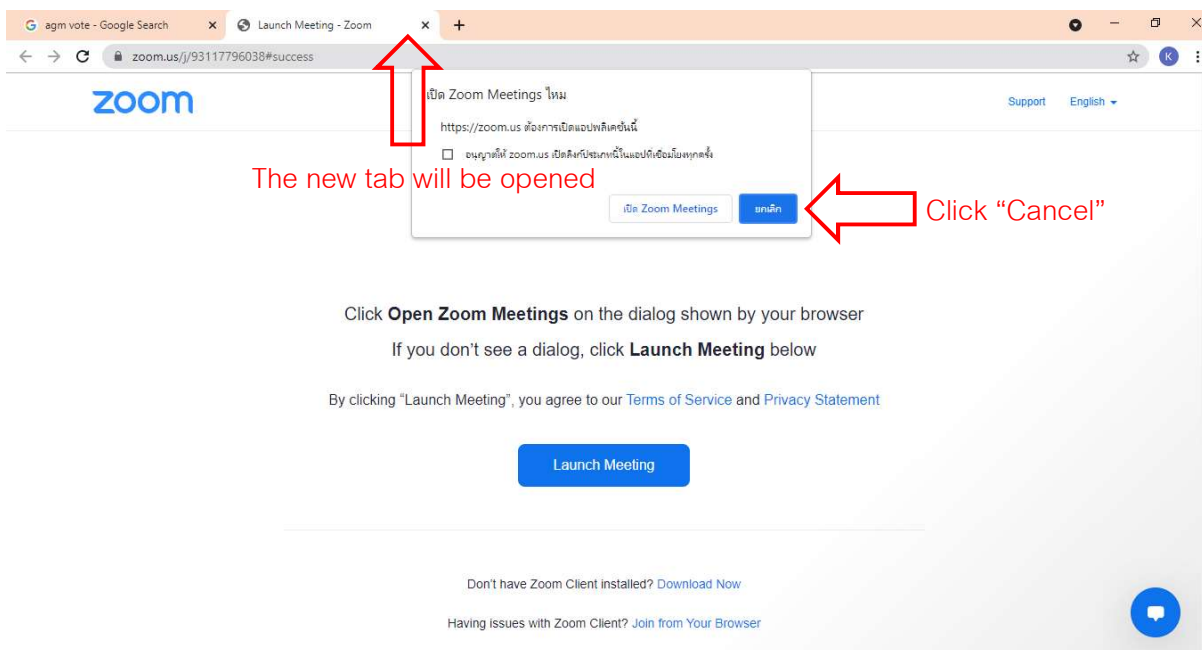 agm vote - Google Search
Launch Meeting - Zoom
zoom.us/j/93117796038#success
K
zoom
Support
English
เปิด Zoom Meetings ไหม
https://zoom.us ต้องการเปิดแอปพลิเคชันนี้
อนุญาตให้ zoom.us เปิดลิงก์ประเภทนี้ในแอปที่เชื่อมโยงทุกครั้ง
The new tab will be opened
เปิด Zoom Meetings
ยกเลิก
Click “Cancel”
Click Open Zoom Meetings on the dialog shown by your browser
If you don’t see a dialog, click Launch Meeting below
By clicking “Launch Meeting”, you agree to our Terms of Service and Privacy Statement
Launch Meeting
Don’t have Zoom Client installed? Download Now
Having issues with Zoom Client? Join from Your Browser